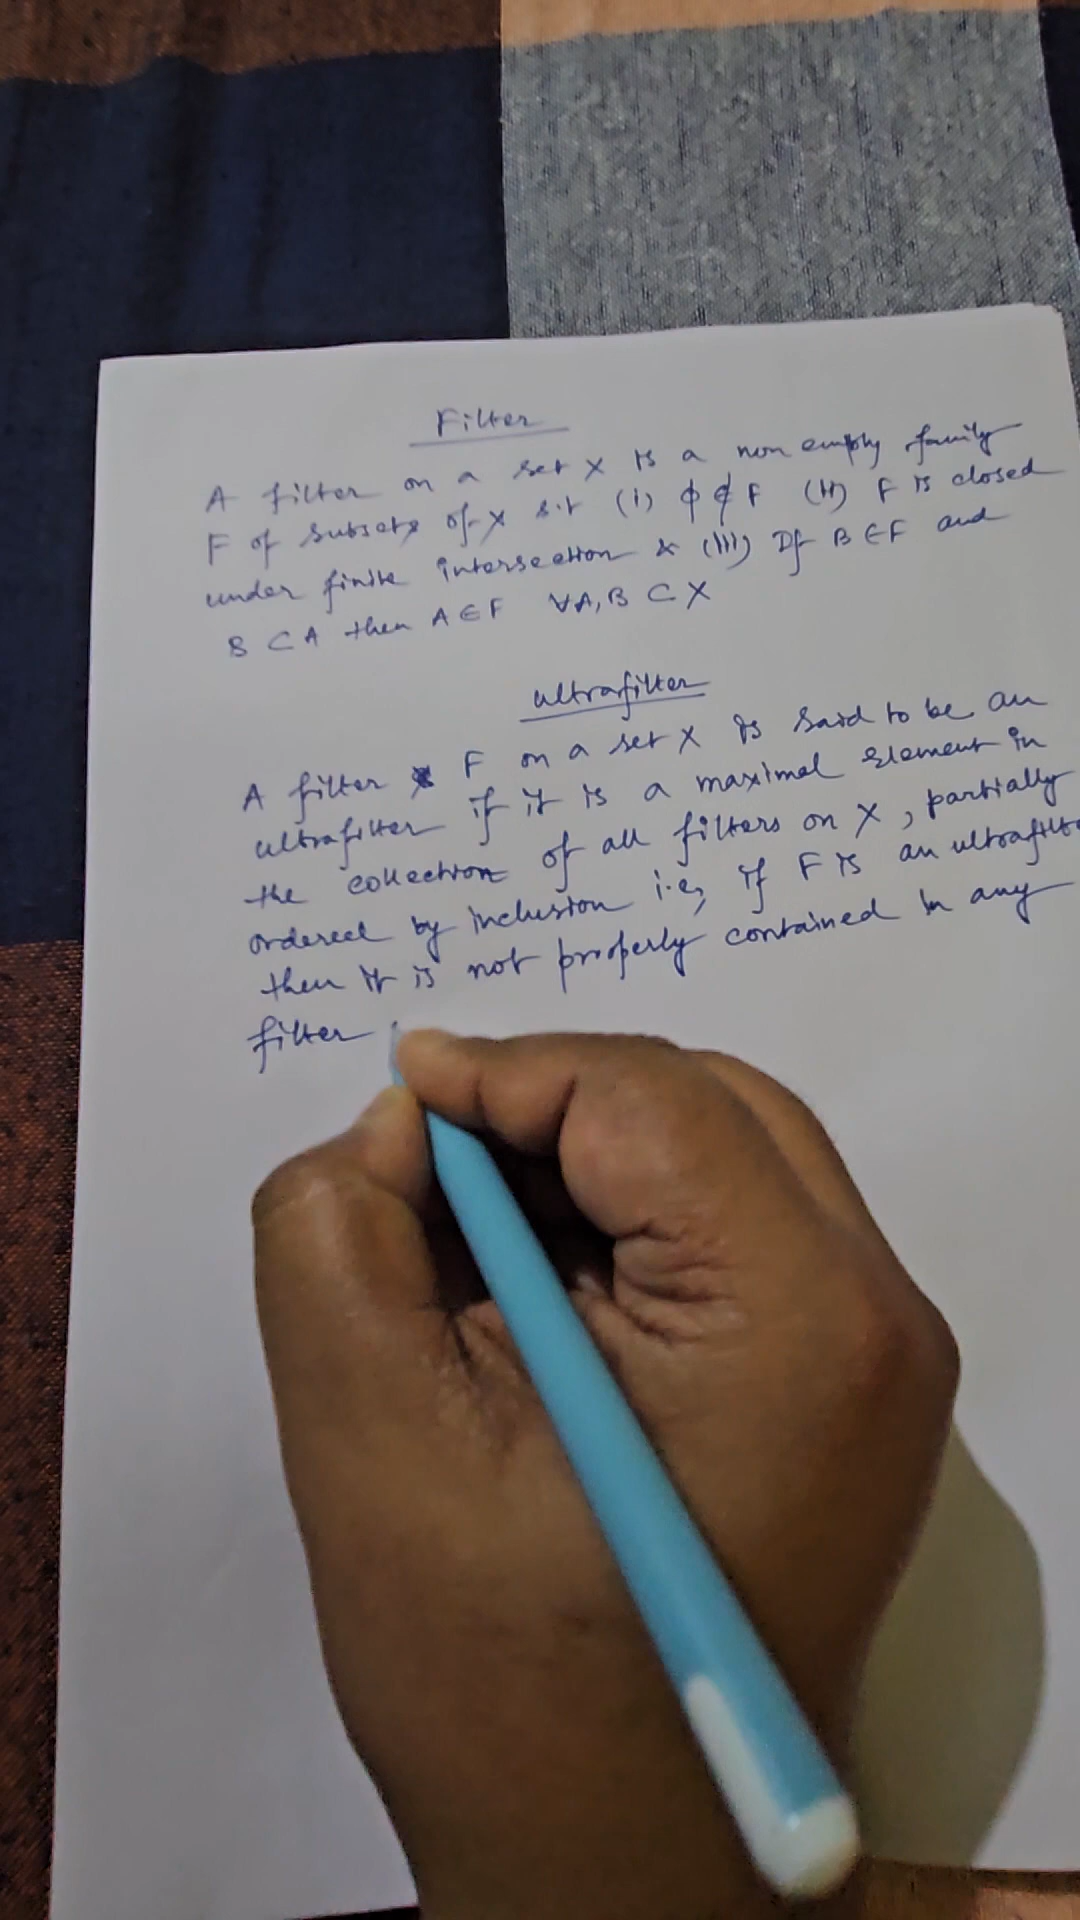 Filter
A filter on a set X is a non empty family
F of subsets of X s.t (i) ϕ ∉ F (ii) F is closed
under finite intersection & (iii) If B ∈ F and
B ⊂ A then A ∈ F ∀A, B ⊂ X
ultrafilter
A filter F on a set X is said to be an
ultrafilter if it is a maximal element in
the collection of all filters on X, partially
ordered by inclusion i.e, if F is an ultrafilte
then it is not properly contained in any
filter